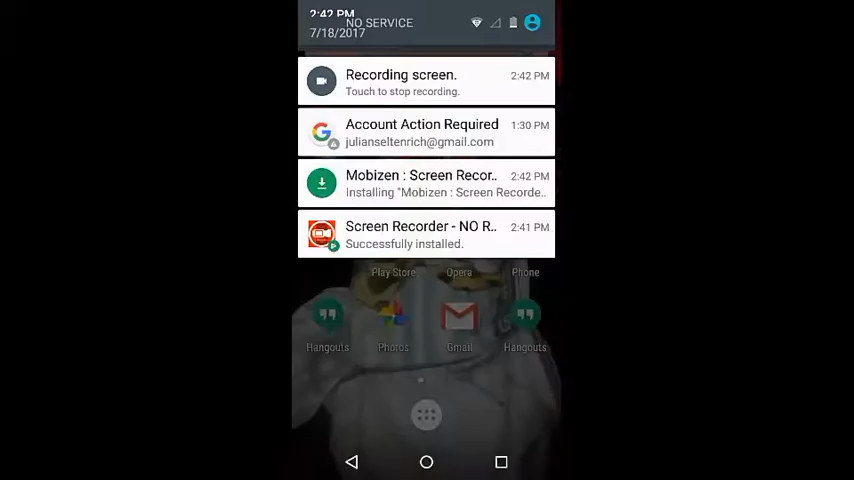 2:42 PM
NO SERVICE
7/18/2017
Recording screen. 2:42 PM
Touch to stop recording.
Account Action Required 1:30 PM
julianseltenrich@gmail.com
Mobizen : Screen Recor.. 2:42 PM
Installing "Mobizen : Screen Recorde..
Screen Recorder - NO R.. 2:41 PM
Successfully installed.
Play Store Opera Phone
Hangouts Photos Gmail Hangouts